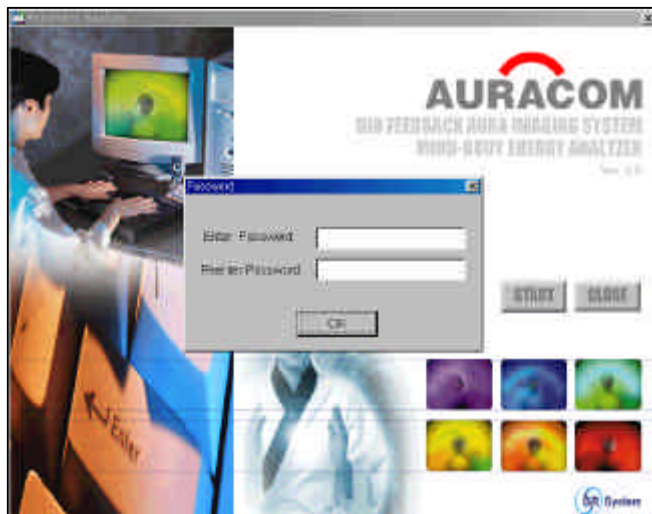 AURACOM
BIO FEEDBACK AURA IMAGING SYSTEM
MIND-BODY ENERGY ANALYZER
Password
Enter Password
Reenter Password
OK
START
CLOSE
Enter
System